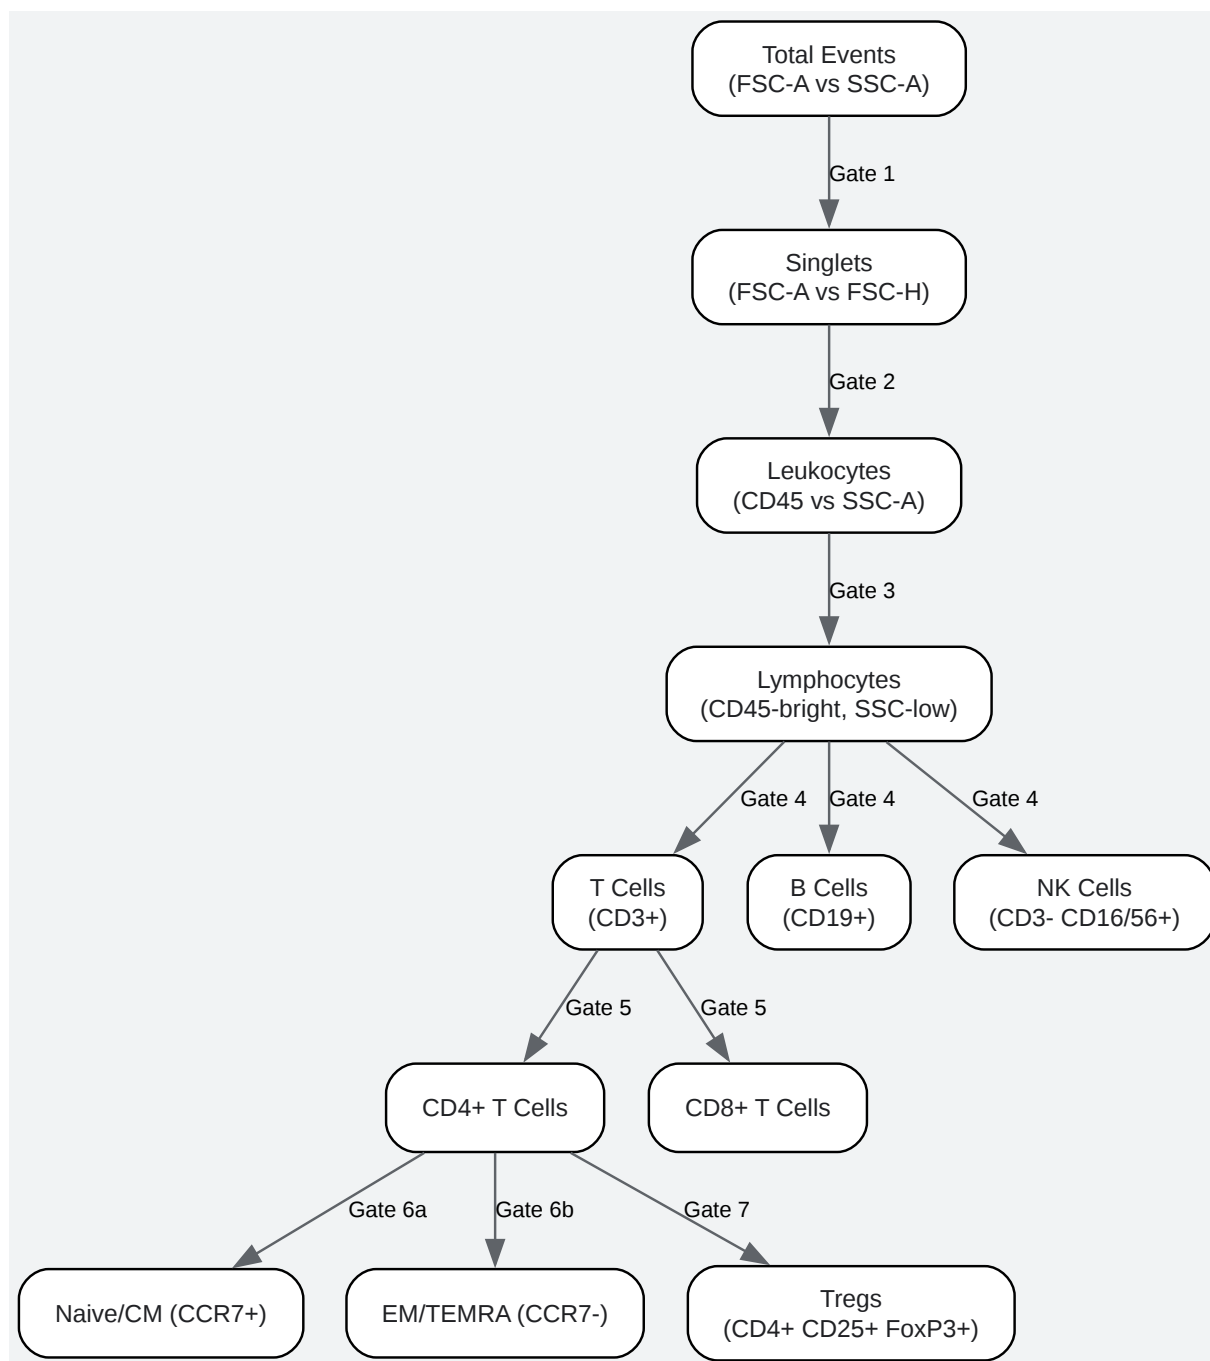 Total Events
(FSC-A vs SSC-A)
Gate 1
Singlets
(FSC-A vs FSC-H)
Gate 2
Leukocytes
(CD45 vs SSC-A)
Gate 3
Lymphocytes
(CD45-bright, SSC-low)
Gate 4
Gate 4
Gate 4
T Cells
(CD3+)
B Cells
(CD19+)
NK Cells
(CD3- CD16/56+)
Gate 5
Gate 5
CD4+ T Cells
CD8+ T Cells
Gate 6a
Gate 6b
Gate 7
Naive/CM (CCR7+)
EM/TEMRA (CCR7-)
Tregs
(CD4+ CD25+ FoxP3+)